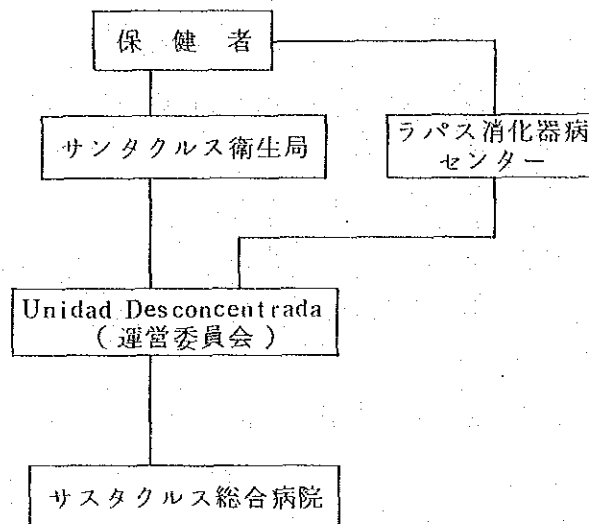 保健者
サンタクルス衛生局
ラパス消化器病
センター
Unidad Desconcentrada
(運営委員会)
サスタクルス総合病院